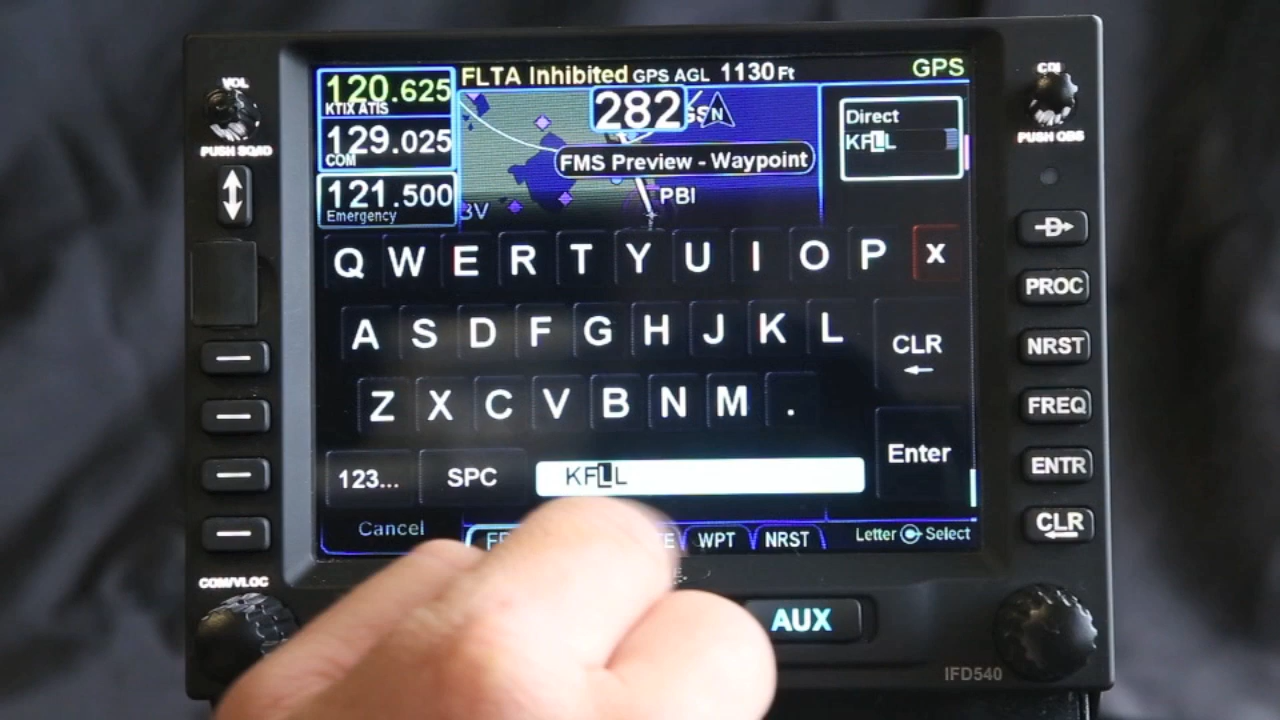 VOL
PUSH SQ/ID
120.625
KTIX ATIS
129.025
COM
121.500
Emergency
FLTA Inhibited GPS AGL 1130 Ft
GPS
282
GS
N
FMS Preview - Waypoint
PBI
Direct
KFLL
CDI
PUSH OBS
Q W E R T Y U I O P X
A S D F G H J K L
CLR
Z X C V B N M .
123... SPC KFLL
Enter
Cancel
WPT NRST
Letter Select
D
PROC
NRST
FREQ
ENTR
CLR
COM/VLOC
AUX
IFD540